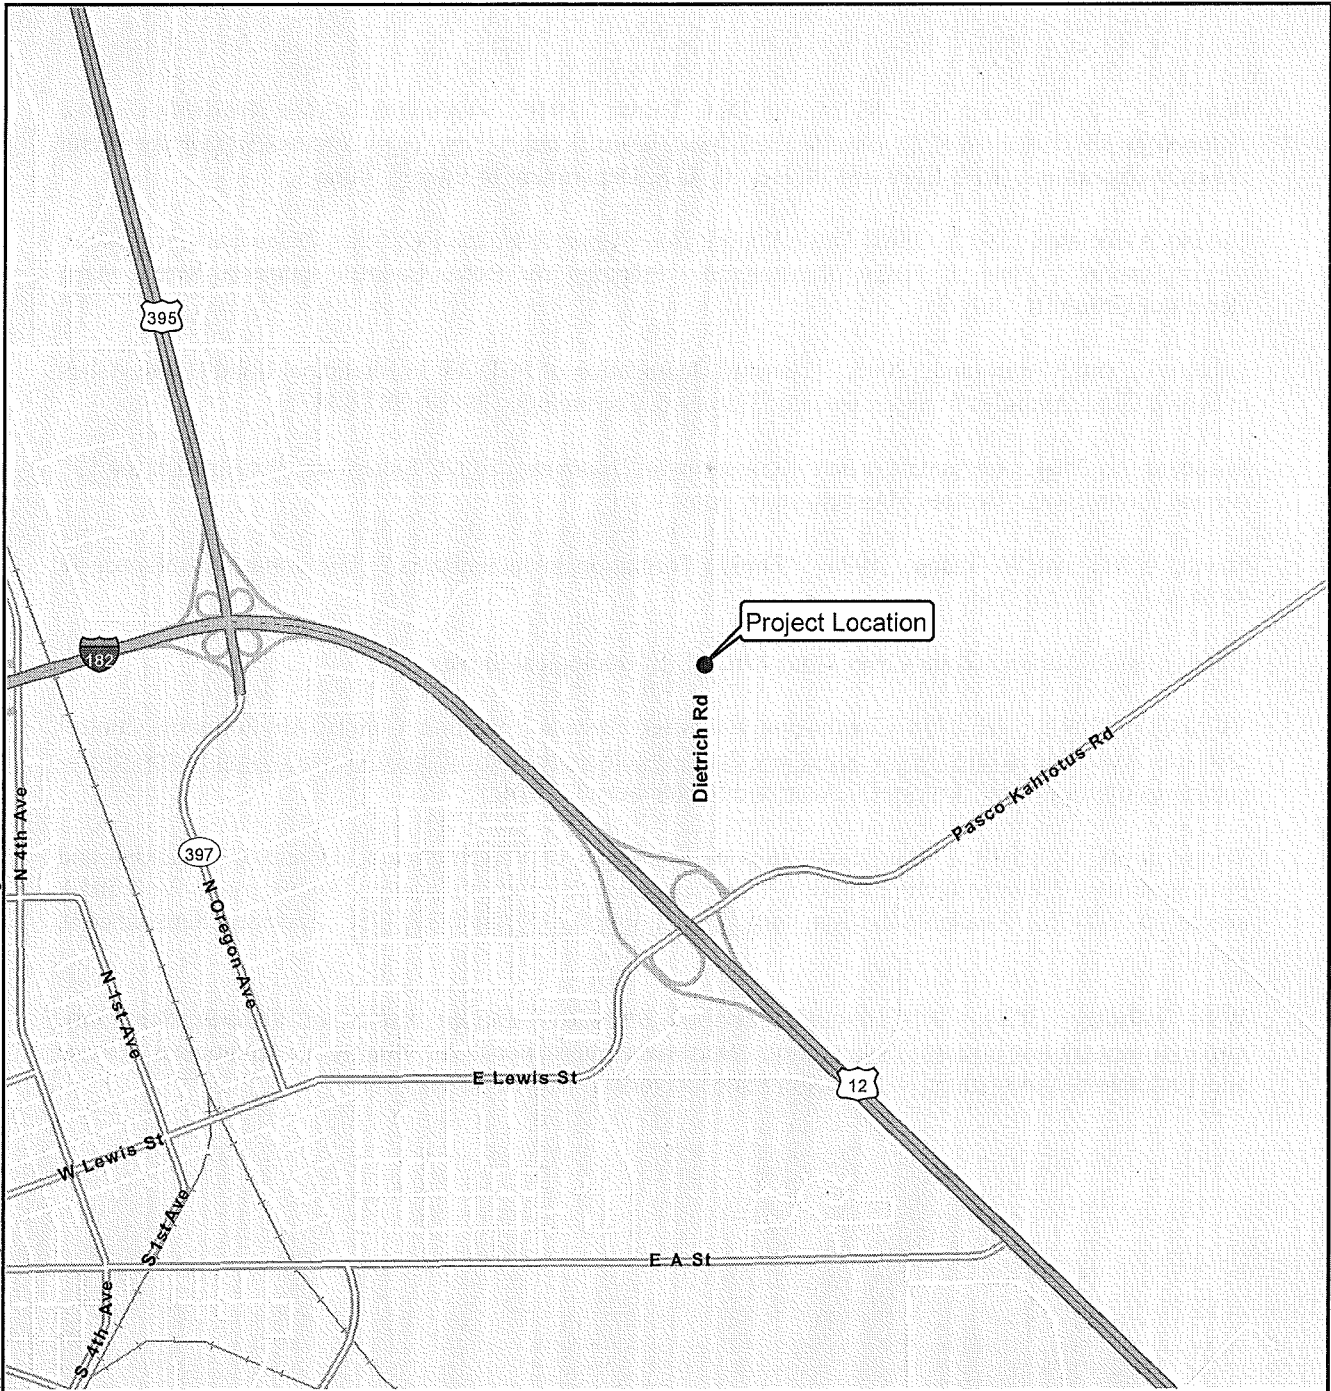 395
Project Location
182
Dietrich Rd
Pasco Kahlotus Rd
N 4th Ave
397
N Oregon Ave
N 1st Ave
E Lewis St
12
W Lewis St
S 1st Ave
E A St
S 4th Ave